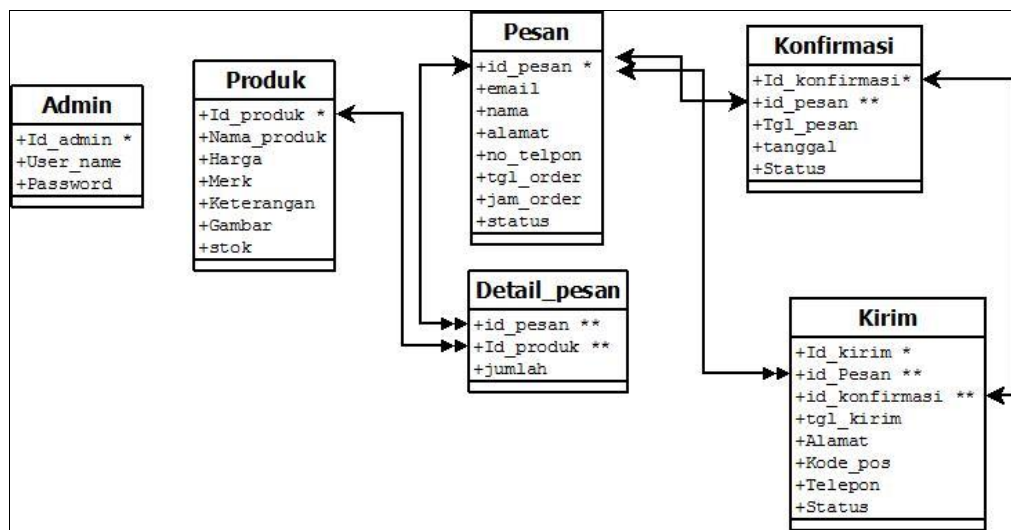 Admin
+Id_admin *
+User_name
+Password
Produk
+Id_produk *
+Nama_produk
+Harga
+Merk
+Keterangan
+Gambar
+stok
Pesan
+id_pesan *
+email
+nama
+alamat
+no_telpon
+tgl_order
+jam_order
+status
Detail_pesan
+id_pesan **
+Id_produk **
+jumlah
Konfirmasi
+Id_konfirmasi*
+id_pesan **
+Tgl_pesan
+tanggal
+Status
Kirim
+Id_kirim *
+id_Pesan **
+id_konfirmasi **
+tgl_kirim
+Alamat
+Kode_pos
+Telepon
+Status